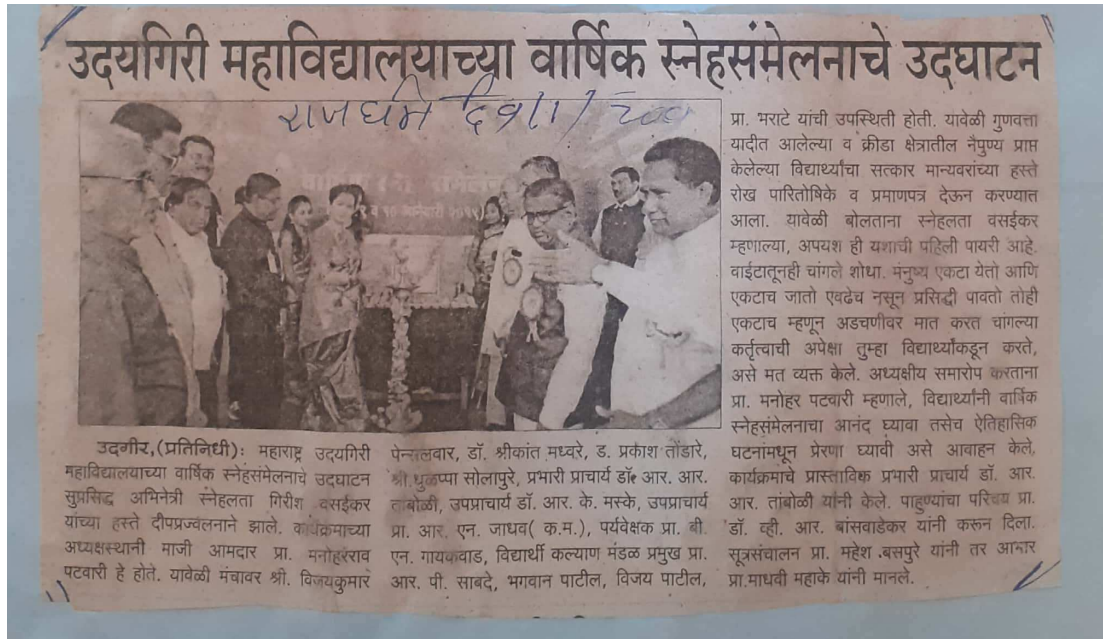 उदयगिरी महाविद्यालयाच्या वार्षिक स्नेहसंमेलनाचे उदघाटन
राजधर्म दि
उदगीर,(प्रतिनिधी): महाराष्ट्र उदयगिरी
महाविद्यालयाच्या वार्षिक स्नेहसंमेलनाचे उदघाटन
सुप्रसिद्ध अभिनेत्री स्नेहलता गिरीश वसईकर
यांच्या हस्ते दीपप्रज्वलनाने झाले. कार्यक्रमाच्या
अध्यक्षस्थानी माजी आमदार प्रा. मनोहरराव
पटवारी हे होते. यावेळी मंचावर श्री. विजयकुमार
डॉ. श्रीकांत मध्वरे, ड. प्रकाश तोंडारे,
श्री.धुळप्पा सोलापुरे, प्रभारी प्राचार्य डॉ. आर. आर.
तांबोळी, उपप्राचार्य डॉ. आर. के. मस्के, उपप्राचार्य
प्रा. आर. एन. जाधव( क.म.), पर्यवेक्षक प्रा. बी.
एन. गायकवाड, विद्यार्थी कल्याण मंडळ प्रमुख प्रा.
आर. पी. साबदे, भगवान पाटील, विजय पाटील,
प्रा. भराटे यांची उपस्थिती होती. यावेळी गुणवत्ता
यादीत आलेल्या व क्रीडा क्षेत्रातील नैपुण्य प्राप्त
केलेल्या विद्यार्थ्यांचा सत्कार मान्यवरांच्या हस्ते
रोख पारितोषिके व प्रमाणपत्र देऊन करण्यात
आला. यावेळी बोलताना स्नेहलता वसईकर
म्हणाल्या, अपयश ही यशाची पहिली पायरी आहे.
वाईटातूनही चांगले शोधा. मंनुष्य एकटा येतो आणि
एकटाच जातो एवढेच नसून प्रसिद्धी पावतो तोही
एकटाच म्हणून अडचणीवर मात करत चांगल्या
कर्तृत्वाची अपेक्षा तुम्हा विद्यार्थ्यांकडून करते,
असे मत व्यक्त केले. अध्यक्षीय समारोप करताना
प्रा. मनोहर पटवारी म्हणाले, विद्यार्थ्यांनी वार्षिक
स्नेहसंमेलनाचा आनंद घ्यावा तसेच ऐतिहासिक
घटनांमधून प्रेरणा घ्यावी असे आवाहन केले,
कार्यक्रमाचे प्रास्ताविक प्रभारी प्राचार्य डॉ. आर.
आर. तांबोळी यांनी केले. पाहुण्यांचा परिचय प्रा.
डॉ. व्ही. आर. बांसवाडेकर यांनी करून दिला.
सूत्रसंचालन प्रा. महेश .बसपुरे यांनी तर आभार
प्रा.माधवी महाके यांनी मानले.